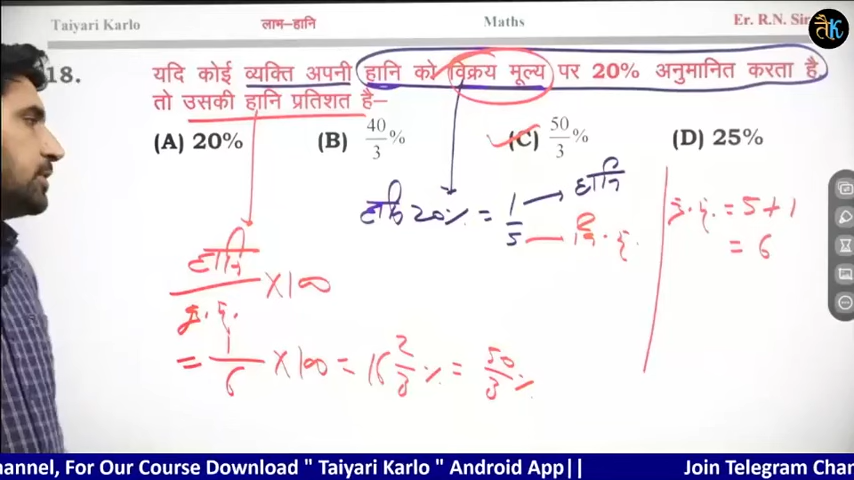 Taiyari Karlo लाभ–हानि Maths Er. R.N. Sir
18. यदि कोई व्यक्ति अपनी हानि को विक्रय मूल्य पर 20% अनुमानित करता है,
तो उसकी हानि प्रतिशत है–
(A) 20% (B) 40/3% (C) 50/3% (D) 25%
हानि 20% = 1/5 → हानि
वि. मू.
क्र. मू. = 5 + 1
= 6
हानि/क्र. मू. × 100
= 1/6 × 100 = 16 2/3 % = 50/3 %
hannel, For Our Course Download " Taiyari Karlo " Android App|| Join Telegram Chan